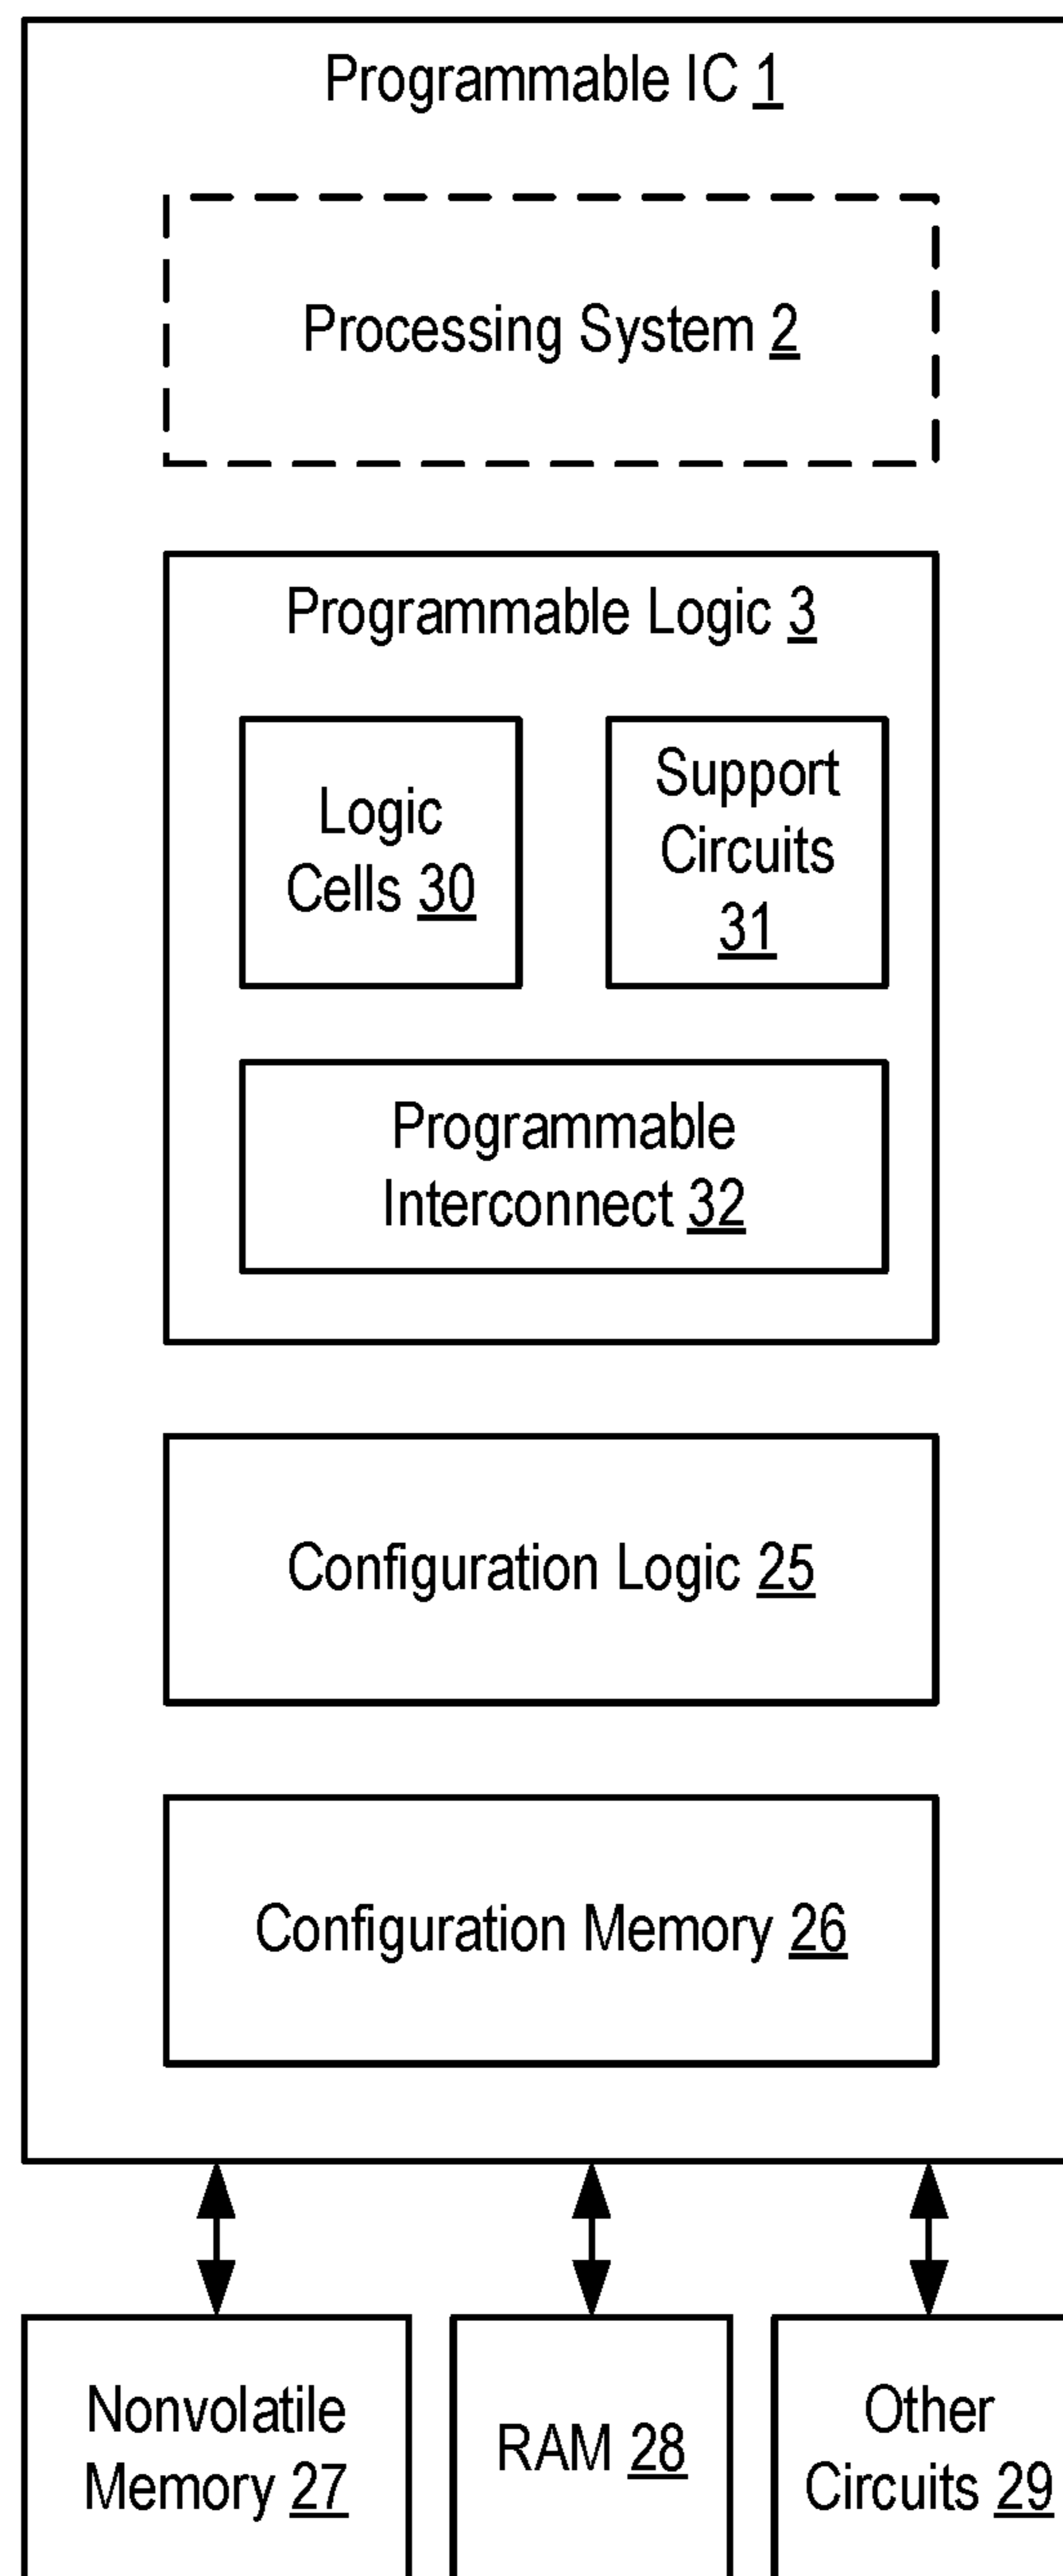 Programmable IC 1
Processing System 2
Programmable Logic 3
Logic
Cells 30
Support
Circuits
31
Programmable
Interconnect 32
Configuration Logic 25
Configuration Memory 26
Nonvolatile
Memory 27
RAM 28
Other
Circuits 29